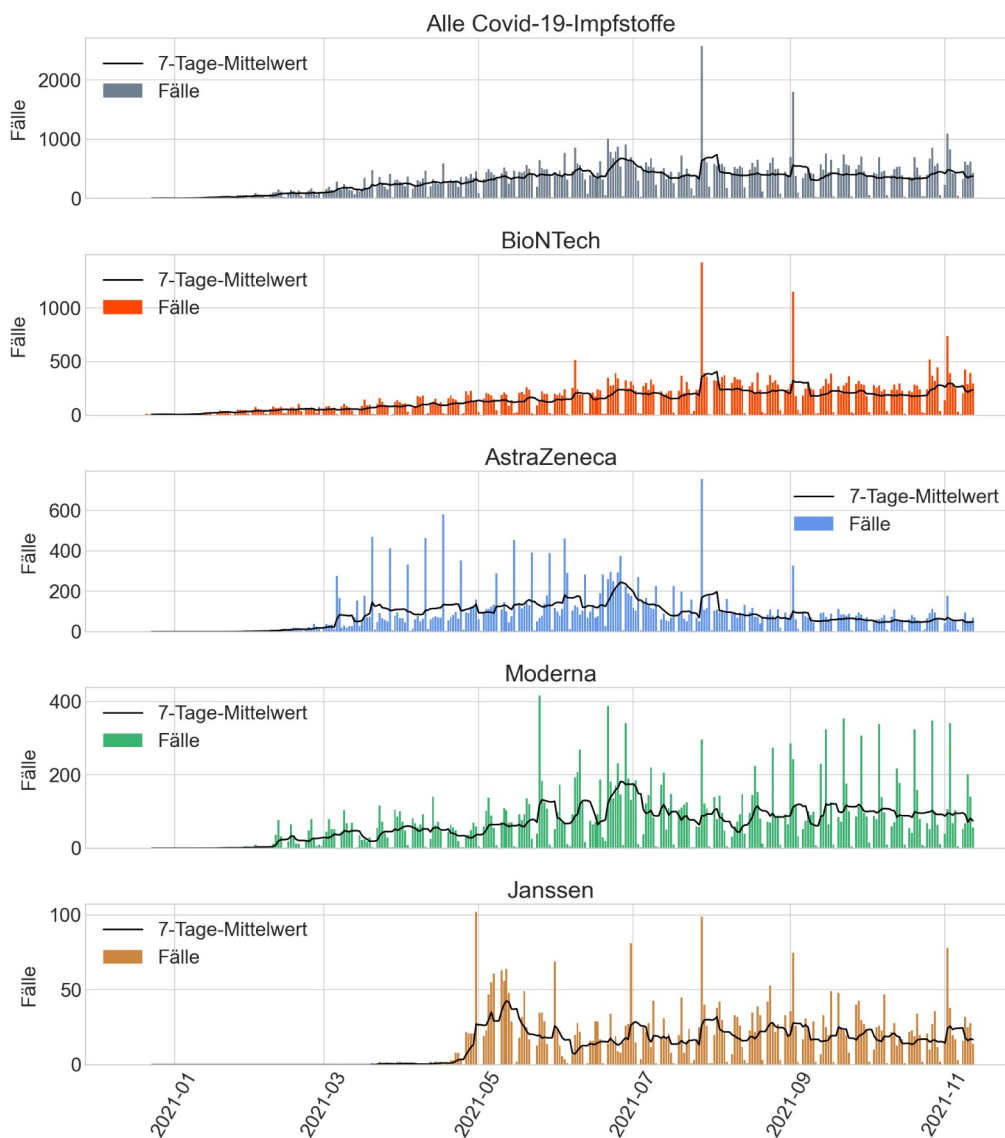 Alle Covid-19-Impfstoffe
Fälle
2000
1000
0
7-Tage-Mittelwert
Fälle
BioNTech
Fälle
1000
500
0
7-Tage-Mittelwert
Fälle
AstraZeneca
Fälle
600
400
200
0
7-Tage-Mittelwert
Fälle
Moderna
Fälle
400
200
0
7-Tage-Mittelwert
Fälle
Janssen
Fälle
100
50
0
7-Tage-Mittelwert
Fälle
2021-01
2021-03
2021-05
2021-07
2021-09
2021-11